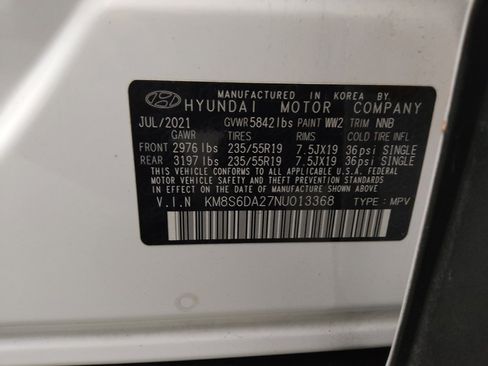 MANUFACTURED IN KOREA BY.
HYUNDAI MOTOR COMPANY
JUL/2021 GVWR 5842lbs PAINT WW2 TRIM NNB
GAWR TIRES RIMS COLD TIRE INFL
FRONT 2976lbs 235/55R19 7.5JX19 36psi SINGLE
REAR 3197lbs 235/55R19 7.5JX19 36psi SINGLE
THIS VEHICLE CONFORMS TO ALL APPLICABLE U.S.A. FEDERAL
MOTOR VEHICLE SAFETY AND THEFT PREVENTION STANDARDS
IN EFFECT ON THE DATE OF MANUFACTURE SHOWN ABOVE.
V.I.N KM8S6DA27NU013368 TYPE : MPV